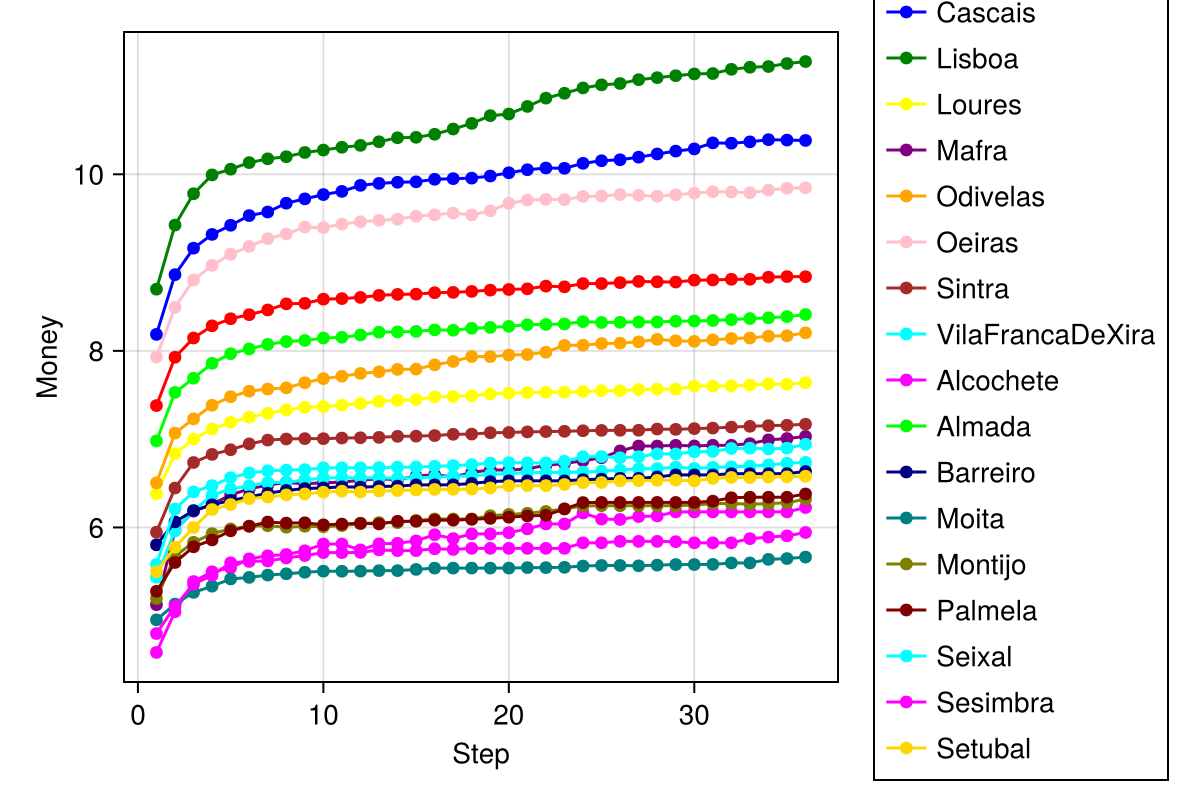 Cascais
Lisboa
Loures
Mafra
Odivelas
Oeiras
Sintra
VilaFrancaDeXira
Alcochete
Almada
Barreiro
Moita
Montijo
Palmela
Seixal
Sesimbra
Setubal
10
8
6
Money
0 10 20 30
Step